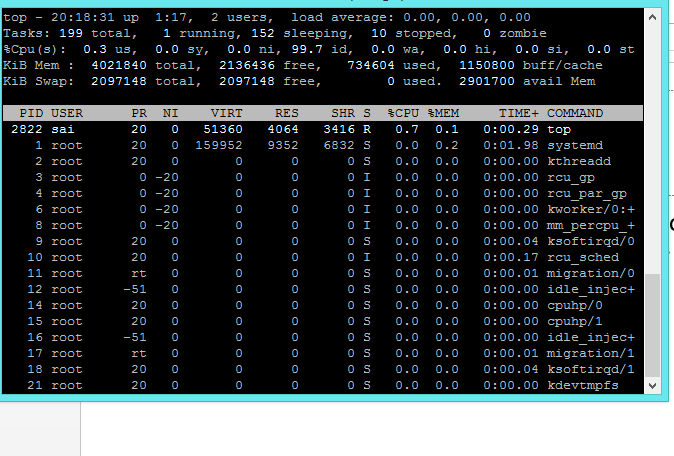 top - 20:18:31 up  1:17,  2 users,  load average: 0.00, 0.00, 0.00
Tasks: 199 total,   1 running, 152 sleeping,  10 stopped,   0 zombie
%Cpu(s):  0.3 us,  0.0 sy,  0.0 ni, 99.7 id,  0.0 wa,  0.0 hi,  0.0 si,  0.0 st
KiB Mem :  4021840 total,  2136436 free,   734604 used,  1150800 buff/cache
KiB Swap:  2097148 total,  2097148 free,        0 used.  2901700 avail Mem
PID USER      PR  NI    VIRT    RES    SHR S  %CPU %MEM     TIME+ COMMAND
2822 sai       20   0   51360   4064   3416 R   0.7  0.1   0:00.29 top
1 root      20   0  159952   9352   6832 S   0.0  0.2   0:01.98 systemd
2 root      20   0       0      0      0 S   0.0  0.0   0:00.00 kthreadd
3 root       0 -20       0      0      0 I   0.0  0.0   0:00.00 rcu_gp
4 root       0 -20       0      0      0 I   0.0  0.0   0:00.00 rcu_par_gp
6 root       0 -20       0      0      0 I   0.0  0.0   0:00.00 kworker/0:+
8 root       0 -20       0      0      0 I   0.0  0.0   0:00.00 mm_percpu_+
9 root      20   0       0      0      0 S   0.0  0.0   0:00.04 ksoftirqd/0
10 root      20   0       0      0      0 I   0.0  0.0   0:00.17 rcu_sched
11 root      rt   0       0      0      0 S   0.0  0.0   0:00.01 migration/0
12 root     -51   0       0      0      0 S   0.0  0.0   0:00.00 idle_injec+
14 root      20   0       0      0      0 S   0.0  0.0   0:00.00 cpuhp/0
15 root      20   0       0      0      0 S   0.0  0.0   0:00.00 cpuhp/1
16 root     -51   0       0      0      0 S   0.0  0.0   0:00.00 idle_injec+
17 root      rt   0       0      0      0 S   0.0  0.0   0:00.01 migration/1
18 root      20   0       0      0      0 S   0.0  0.0   0:00.04 ksoftirqd/1
21 root      20   0       0      0      0 S   0.0  0.0   0:00.00 kdevtmpfs